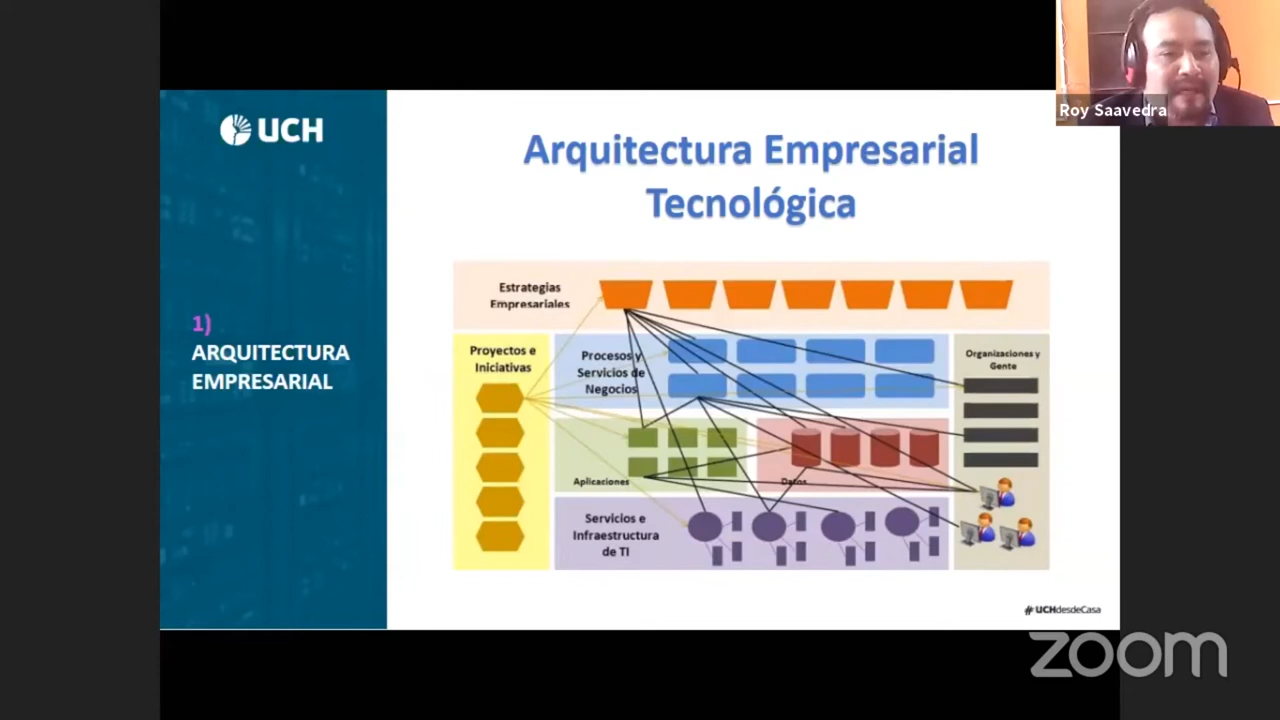 Roy Saavedra
UCH
Arquitectura Empresarial
Tecnológica
1)
ARQUITECTURA
EMPRESARIAL
Estrategias
Empresariales
Proyectos e
Iniciativas
Procesos y
Servicios de
Negocios
Organizaciones y
Gente
Aplicaciones
Datos
Servicios e
Infraestructura
de TI
#UCHdesdeCasa
zoom